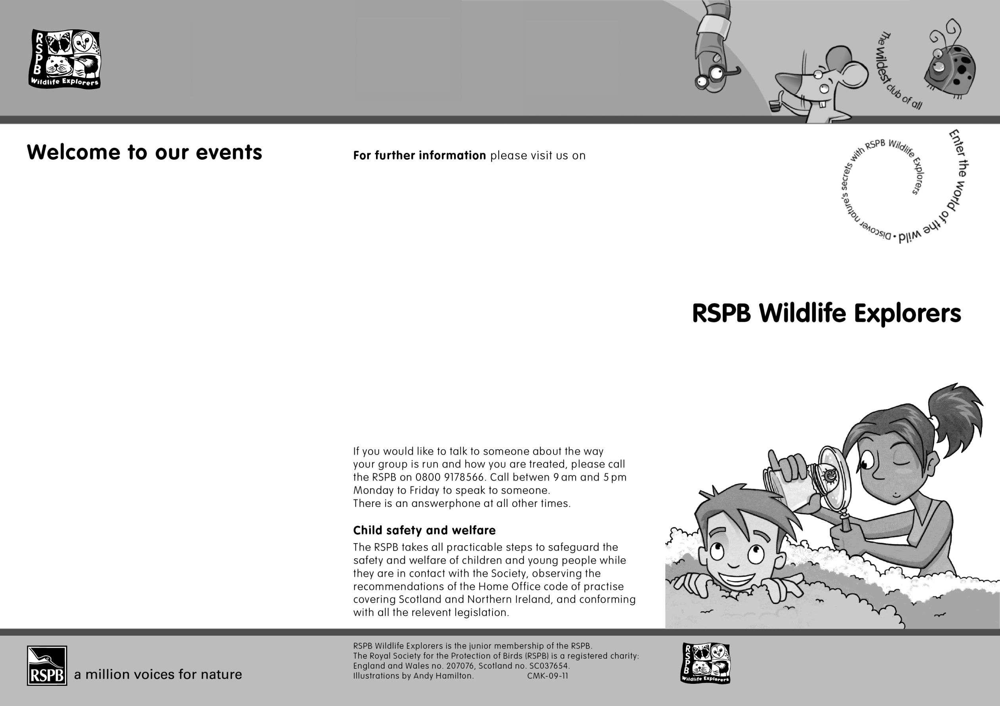 RSPB
Wildlife Explorers
Welcome to our events
RSPB
a million voices for nature
For further information please visit us on
If you would like to talk to someone about the way
your group is run and how you are treated, please call
the RSPB on 0800 9178566. Call betwen 9 am and 5 pm
Monday to Friday to speak to someone.
There is an answerphone at all other times.
Child safety and welfare
The RSPB takes all practicable steps to safeguard the
safety and welfare of children and young people while
they are in contact with the Society, observing the
recommendations of the Home Office code of practise
covering Scotland and Northern Ireland, and conforming
with all the relevent legislation.
RSPB Wildlife Explorers is the junior membership of the RSPB.
The Royal Society for the Protection of Birds (RSPB) is a registered charity:
England and Wales no. 207076, Scotland no. SC037654.
Illustrations by Andy Hamilton. CMK-09-11
The wildest club of all
Enter the world of the wild • Discover nature's secrets with RSPB Wildlife Explorers
RSPB Wildlife Explorers
RSPB
Wildlife Explorers